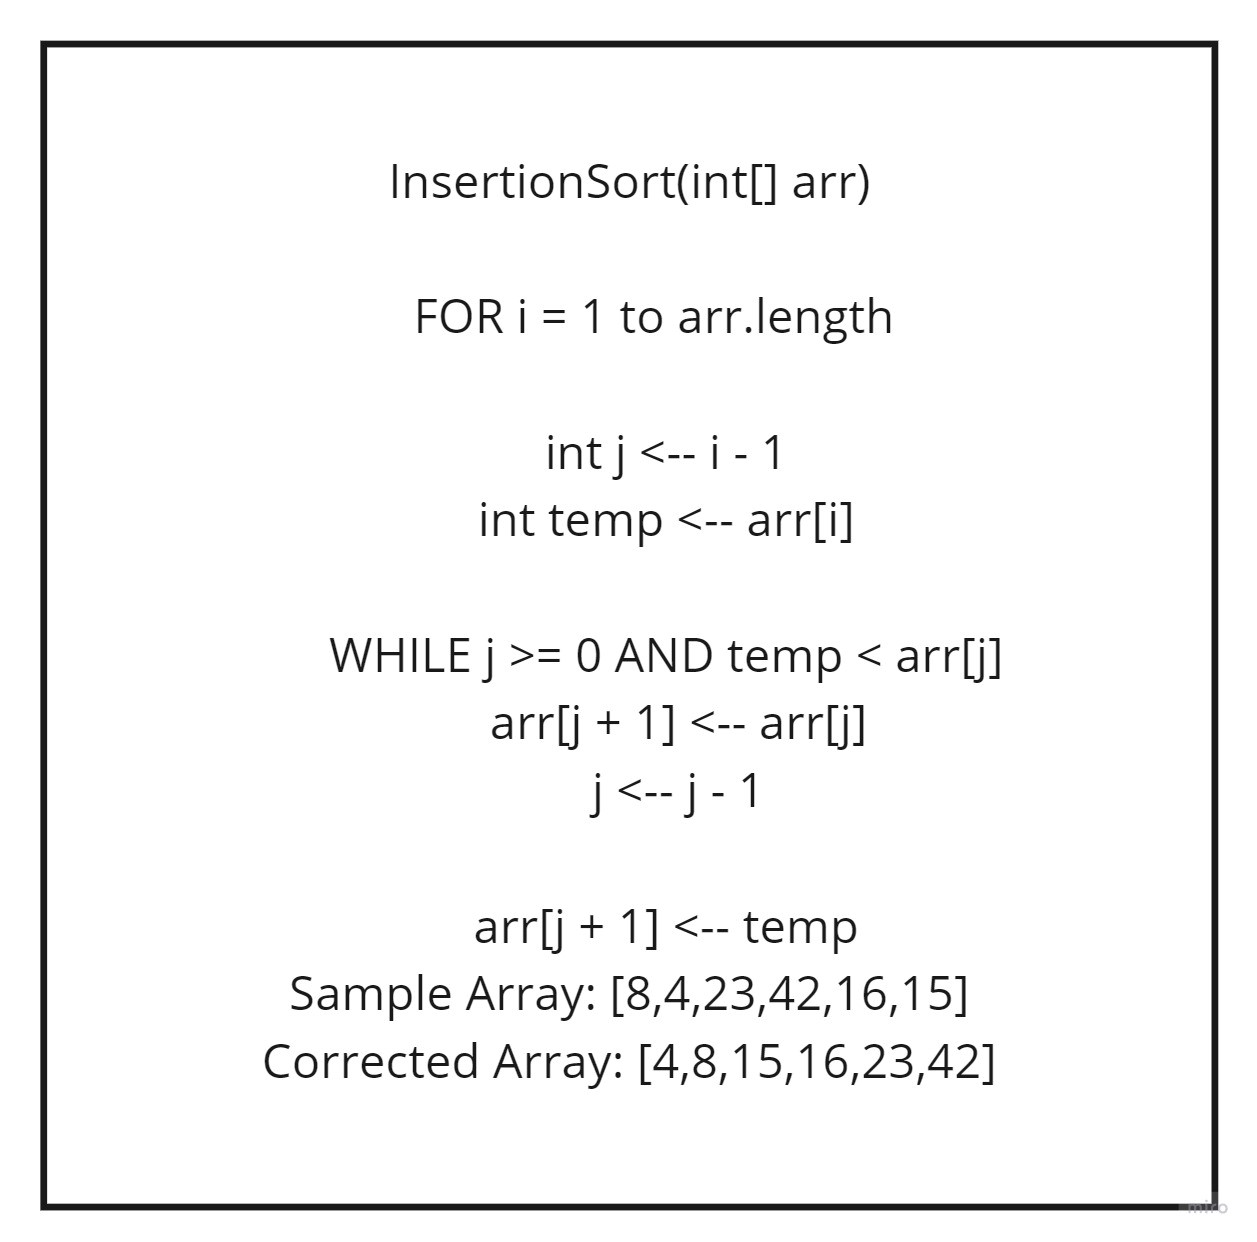 InsertionSort(int[] arr)
FOR i = 1 to arr.length
int j <-- i - 1
int temp <-- arr[i]
WHILE j >= 0 AND temp < arr[j]
arr[j + 1] <-- arr[j]
j <-- j - 1
arr[j + 1] <-- temp
Sample Array: [8,4,23,42,16,15]
Corrected Array: [4,8,15,16,23,42]
miro